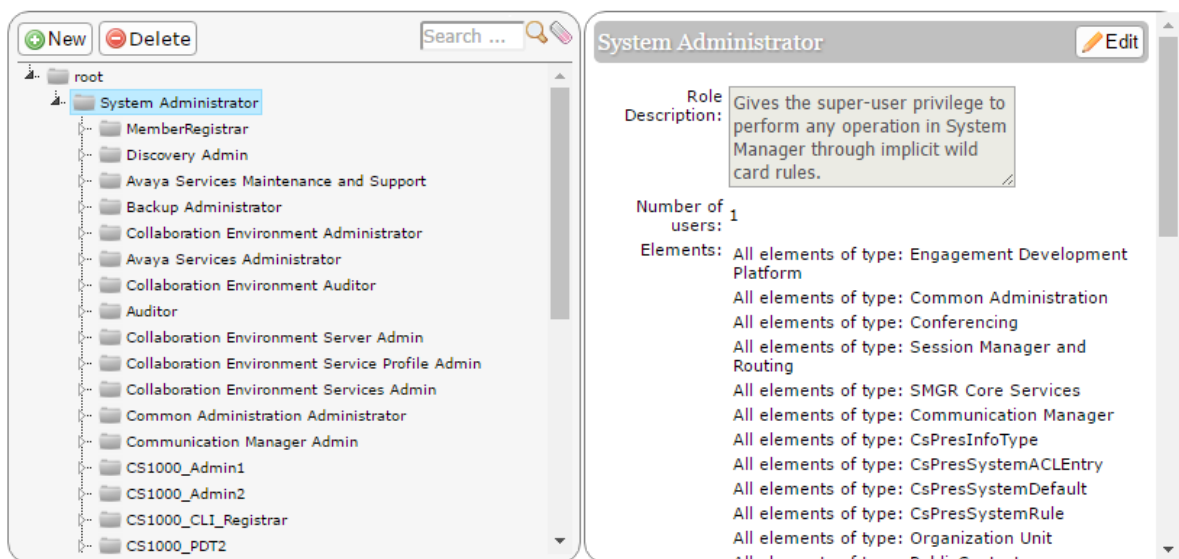 New
Delete
Search ...
root
System Administrator
MemberRegistrar
Discovery Admin
Avaya Services Maintenance and Support
Backup Administrator
Collaboration Environment Administrator
Avaya Services Administrator
Collaboration Environment Auditor
Auditor
Collaboration Environment Server Admin
Collaboration Environment Service Profile Admin
Collaboration Environment Services Admin
Common Administration Administrator
Communication Manager Admin
CS1000_Admin1
CS1000_Admin2
CS1000_CLI_Registrar
CS1000_PDT2
System Administrator
Edit
Role
Description:
Gives the super-user privilege to
perform any operation in System
Manager through implicit wild
card rules.
Number of
users:
1
Elements:
All elements of type: Engagement Development
Platform
All elements of type: Common Administration
All elements of type: Conferencing
All elements of type: Session Manager and
Routing
All elements of type: SMGR Core Services
All elements of type: Communication Manager
All elements of type: CsPresInfoType
All elements of type: CsPresSystemACLEntry
All elements of type: CsPresSystemDefault
All elements of type: CsPresSystemRule
All elements of type: Organization Unit